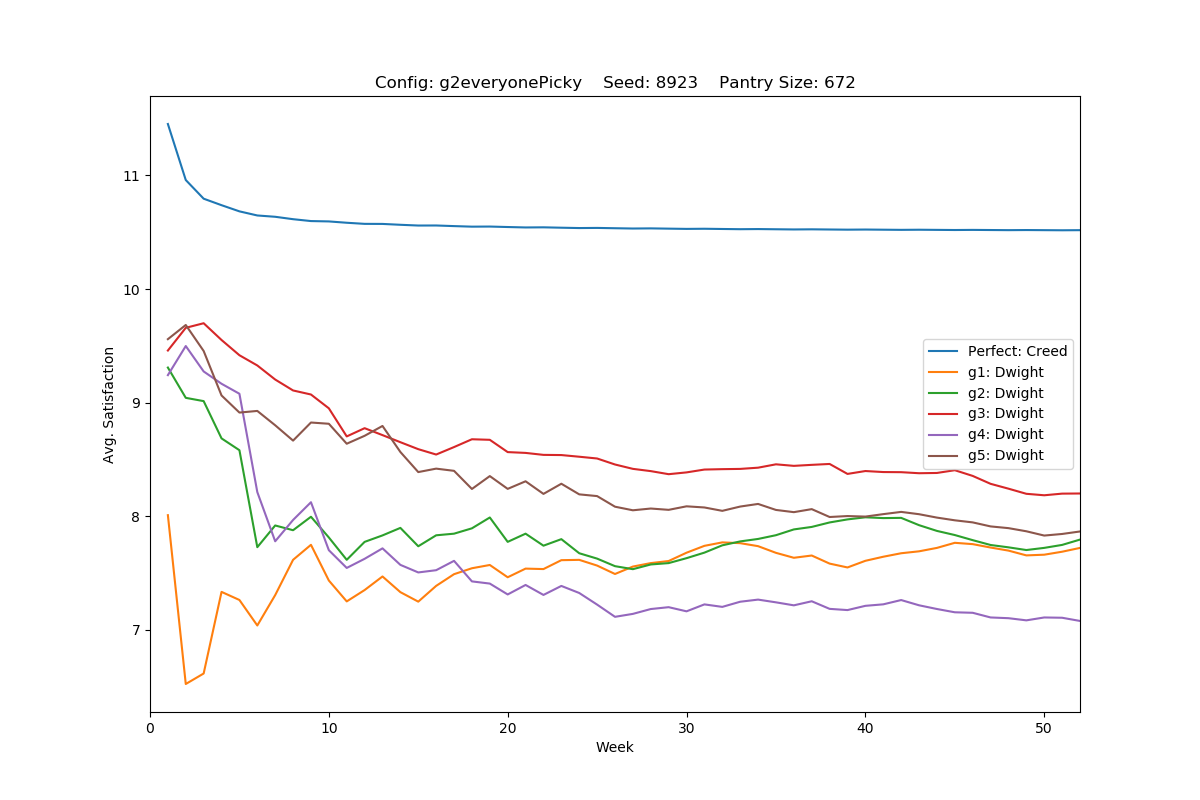 Config: g2everyonePicky    Seed: 8923    Pantry Size: 672
11
10
9
8
7
Avg. Satisfaction
Perfect: Creed
g1: Dwight
g2: Dwight
g3: Dwight
g4: Dwight
g5: Dwight
0
10
20
30
40
50
Week